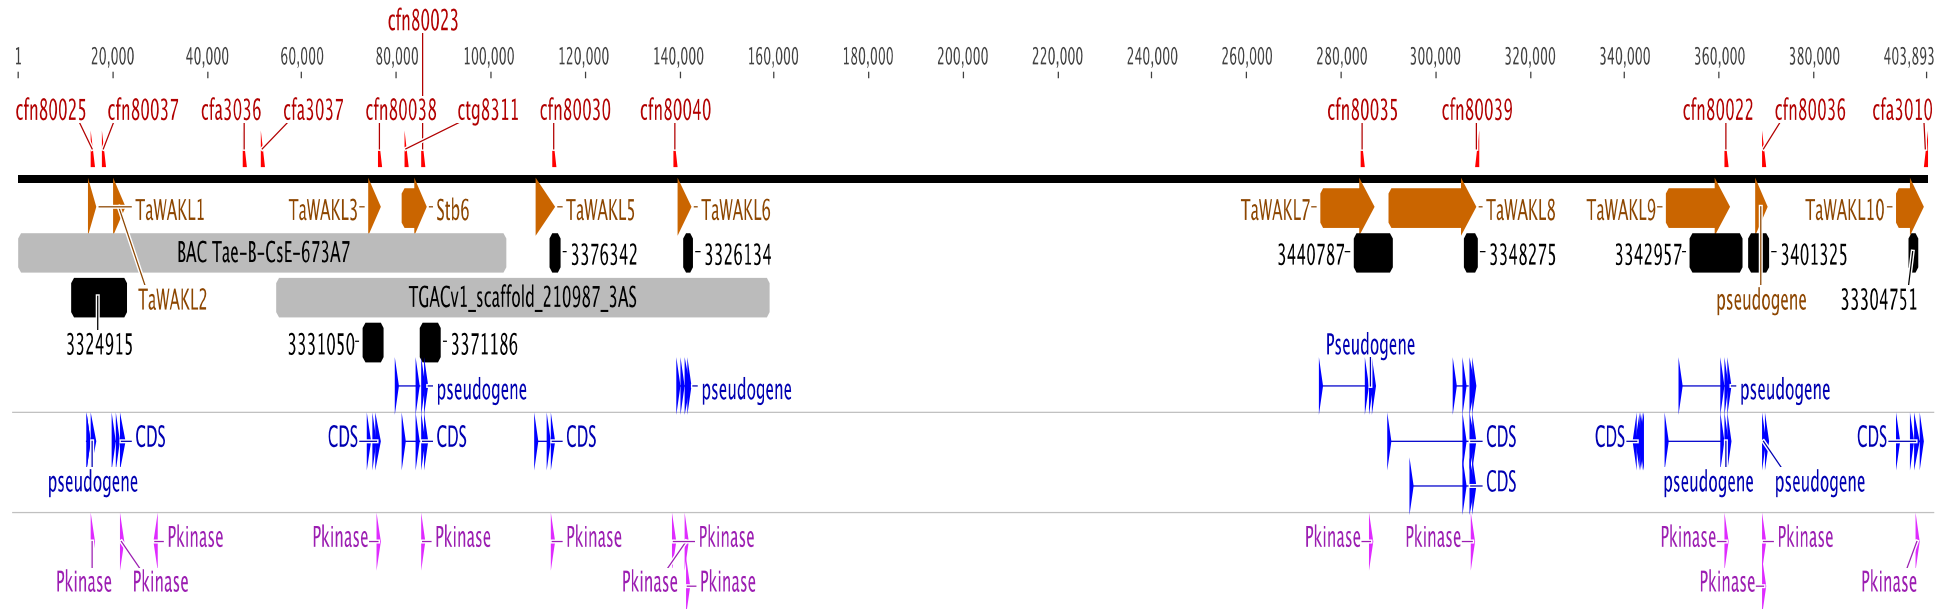 cfn80023
1 20,000 40,000 60,000 80,000 100,000 120,000 140,000 160,000 180,000 200,000 220,000 240,000 260,000 280,000 300,000 320,000 340,000 360,000 380,000 403,893
cfn80025 cfn80037 cfa3036 cfa3037 cfn80038 ctg8311 cfn80030 cfn80040 cfn80035 cfn80039 cfn80022 cfn80036 cfa3010
TaWAKL1 TaWAKL3 Stb6 TaWAKL5 TaWAKL6 TaWAKL7 TaWAKL8 TaWAKL9 TaWAKL10
BAC Tae-B-CsE-673A7 3376342 3326134 3440787 3348275 3342957 3401325
TaWAKL2 TGACv1_scaffold_210987_3AS pseudogene 33304751
3324915 3331050 3371186 Pseudogene
pseudogene pseudogene pseudogene
CDS CDS CDS CDS CDS CDS CDS
pseudogene CDS pseudogene pseudogene
Pkinase Pkinase Pkinase Pkinase Pkinase Pkinase Pkinase Pkinase Pkinase
Pkinase Pkinase Pkinase Pkinase Pkinase Pkinase